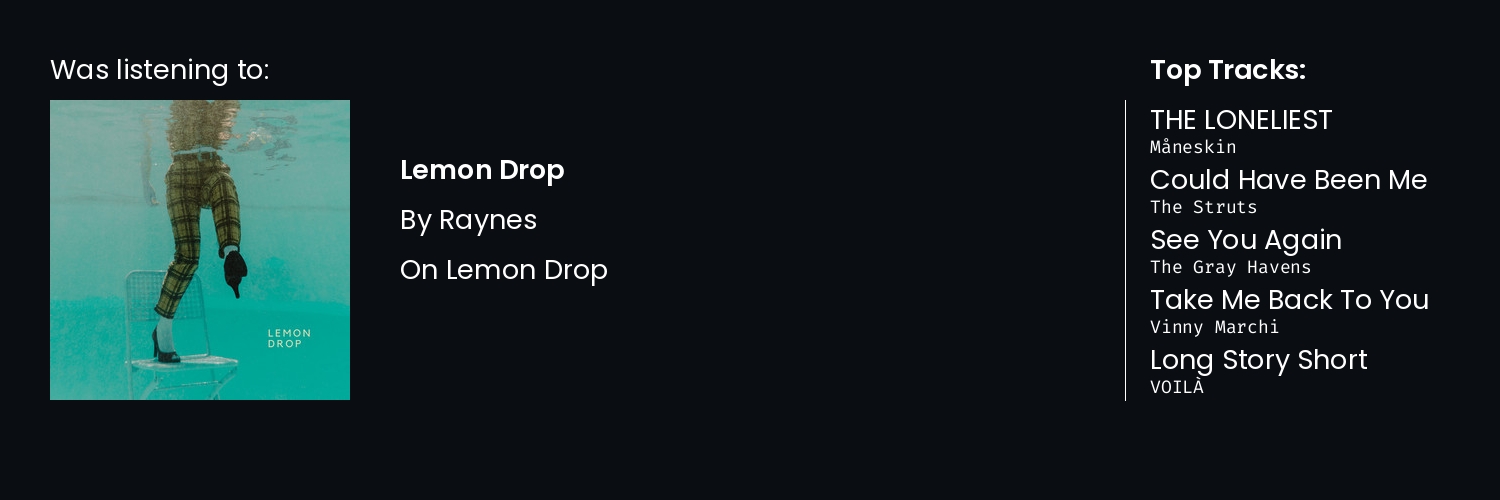 Was listening to:
LEMON
DROP
Lemon Drop
By Raynes
On Lemon Drop
Top Tracks:
THE LONELIEST
Måneskin
Could Have Been Me
The Struts
See You Again
The Gray Havens
Take Me Back To You
Vinny Marchi
Long Story Short
VOILÀ